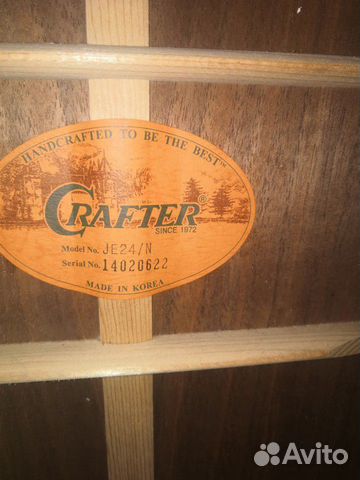 HANDCRAFTED TO BE THE BEST™
CRAFTER®
SINCE 1972
Model No. JE24/N
Serial No. 14020622
MADE IN KOREA
Avito